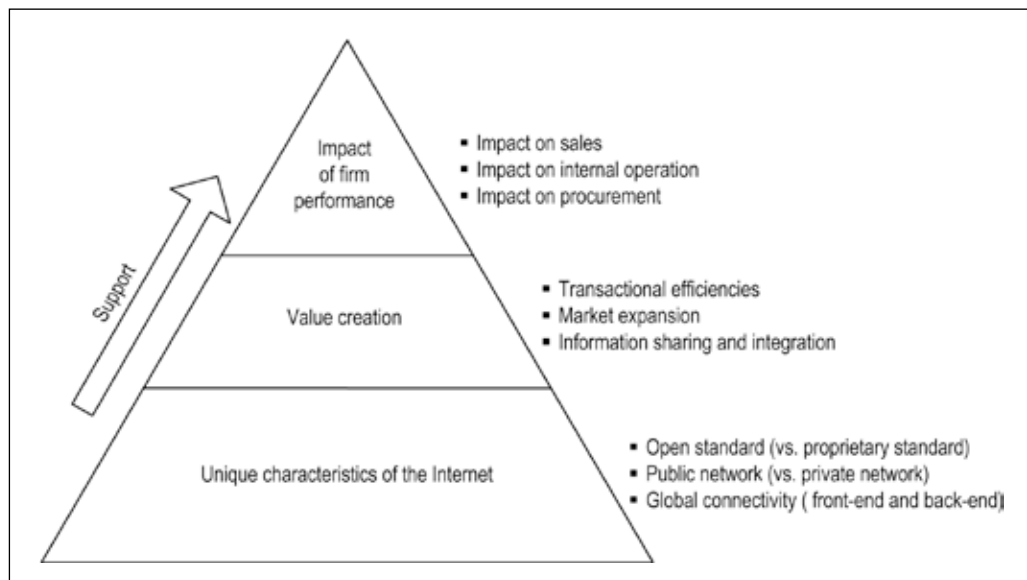 Impact
of firm
performance
▪ Impact on sales
▪ Impact on internal operation
▪ Impact on procurement
Support
Value creation
▪ Transactional efficiencies
▪ Market expansion
▪ Information sharing and integration
Unique characteristics of the Internet
▪ Open standard (vs. proprietary standard)
▪ Public network (vs. private network)
▪ Global connectivity ( front-end and back-end)